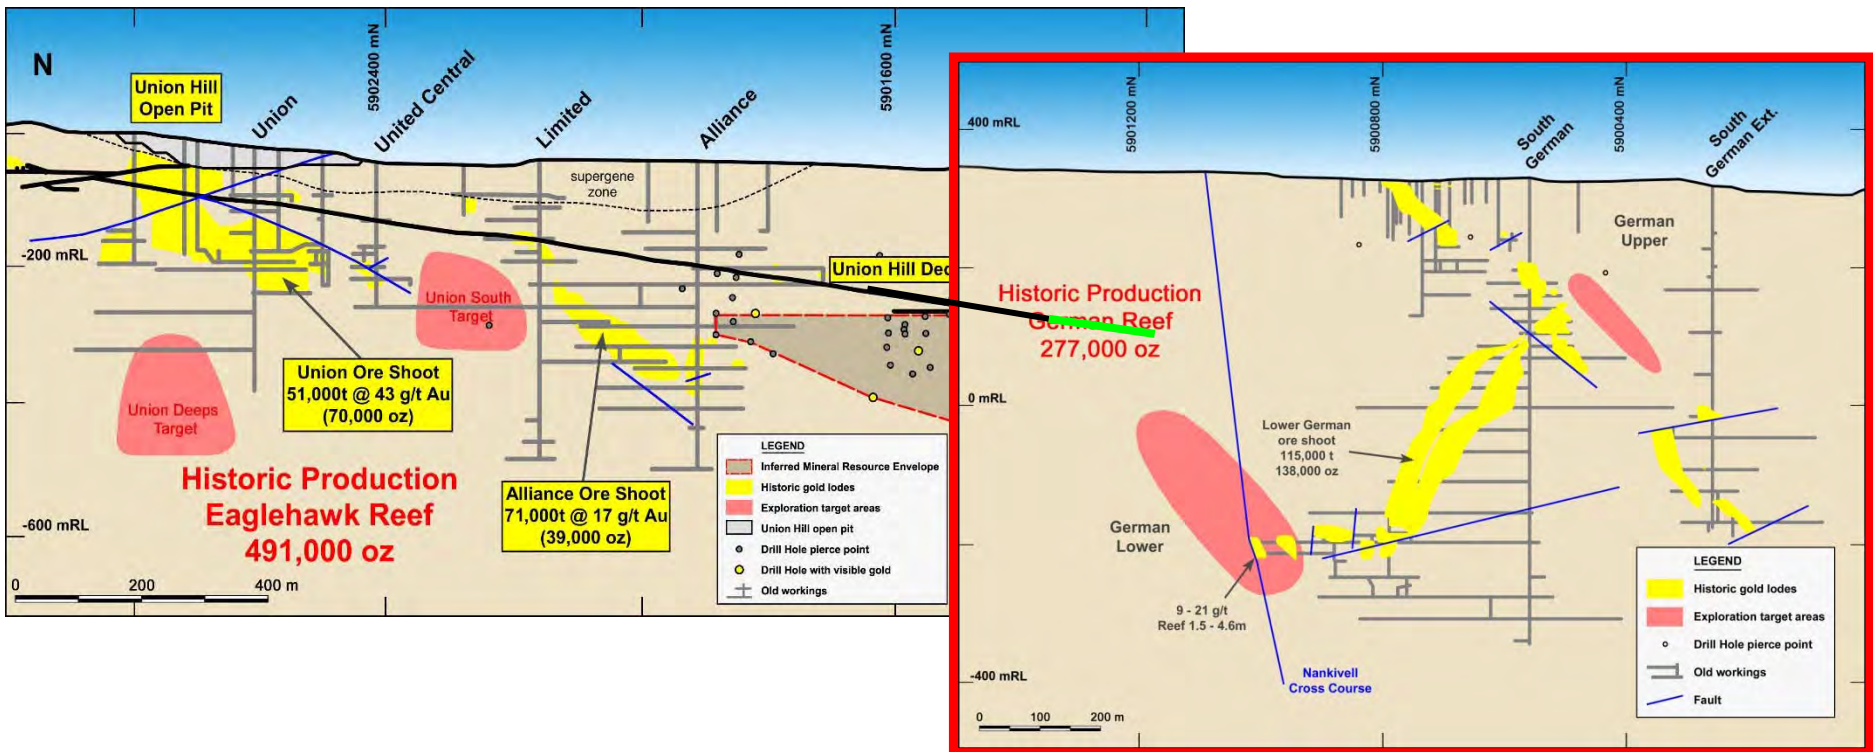 N
Union Hill
Open Pit
Union
5902400 mN
United Central
Limited
Alliance
5901600 mN
supergene
zone
-200 mRL
Union South
Target
Union Hill Dec
Union Ore Shoot
51,000t @ 43 g/t Au
(70,000 oz)
Union Deeps
Target
Historic Production
Eaglehawk Reef
491,000 oz
Alliance Ore Shoot
71,000t @ 17 g/t Au
(39,000 oz)
-600 mRL
0 200 400 m
LEGEND
Inferred Mineral Resource Envelope
Historic gold lodes
Exploration target areas
Union Hill open pit
Drill Hole pierce point
Drill Hole with visible gold
Old workings
400 mRL
5901200 mN
5900800 mN
South
German
5900400 mN
South
German Ext.
German
Upper
Historic Production
German Reef
277,000 oz
0 mRL
Lower German
ore shoot
115,000 t
138,000 oz
German
Lower
9 - 21 g/t
Reef 1.5 - 4.6m
Nankivell
Cross Course
-400 mRL
0 100 200 m
LEGEND
Historic gold lodes
Exploration target areas
Drill Hole pierce point
Old workings
Fault